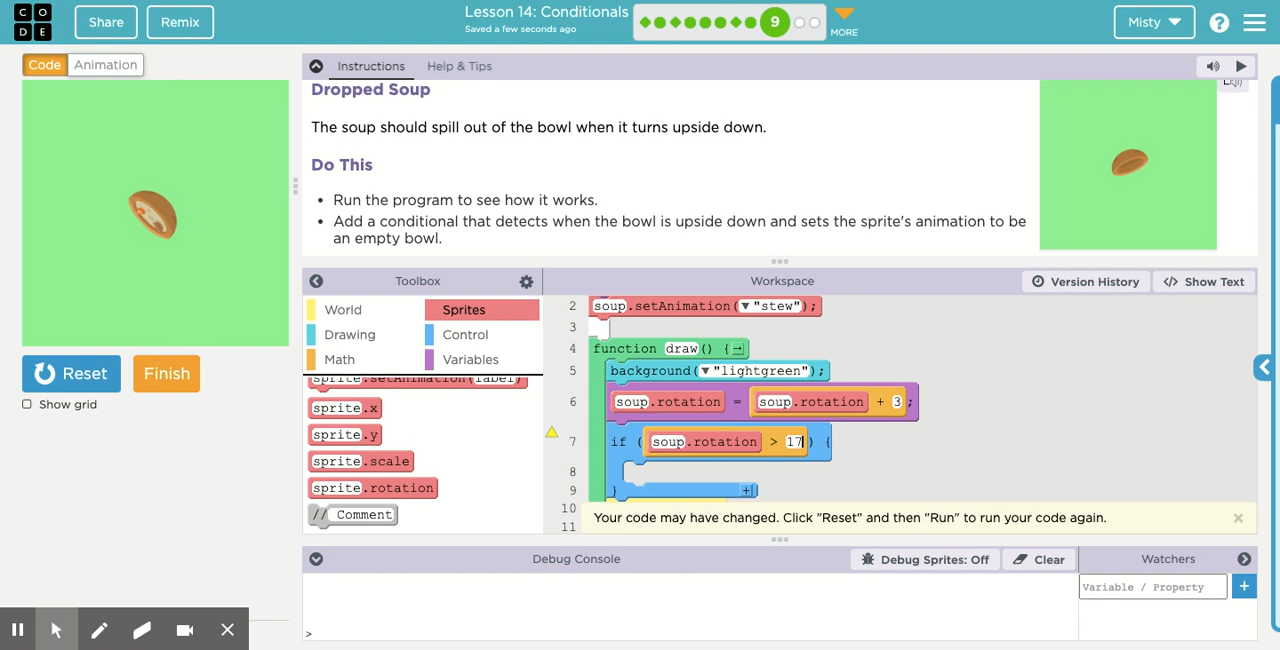 C O
D E
Share
Remix
Lesson 14: Conditionals
Saved a few seconds ago
9
MORE
Misty
?
Code
Animation
Instructions
Help & Tips
Dropped Soup
The soup should spill out of the bowl when it turns upside down.
Do This
• Run the program to see how it works.
• Add a conditional that detects when the bowl is upside down and sets the sprite's animation to be
an empty bowl.
Reset
Finish
Show grid
Toolbox
Workspace
Version History
</> Show Text
World
Sprites
Drawing
Control
Math
Variables
sprite.setAnimation(label)
sprite.x
sprite.y
sprite.scale
sprite.rotation
// Comment
2 soup.setAnimation(▼"stew");
3
4 function draw() {→
5 background(▼"lightgreen");
6 soup.rotation = soup.rotation + 3;
7 if (soup.rotation > 17) {
8
9 } +
10
11
Your code may have changed. Click "Reset" and then "Run" to run your code again.
Debug Console
Debug Sprites: Off
Clear
Watchers
Variable / Property
+
>